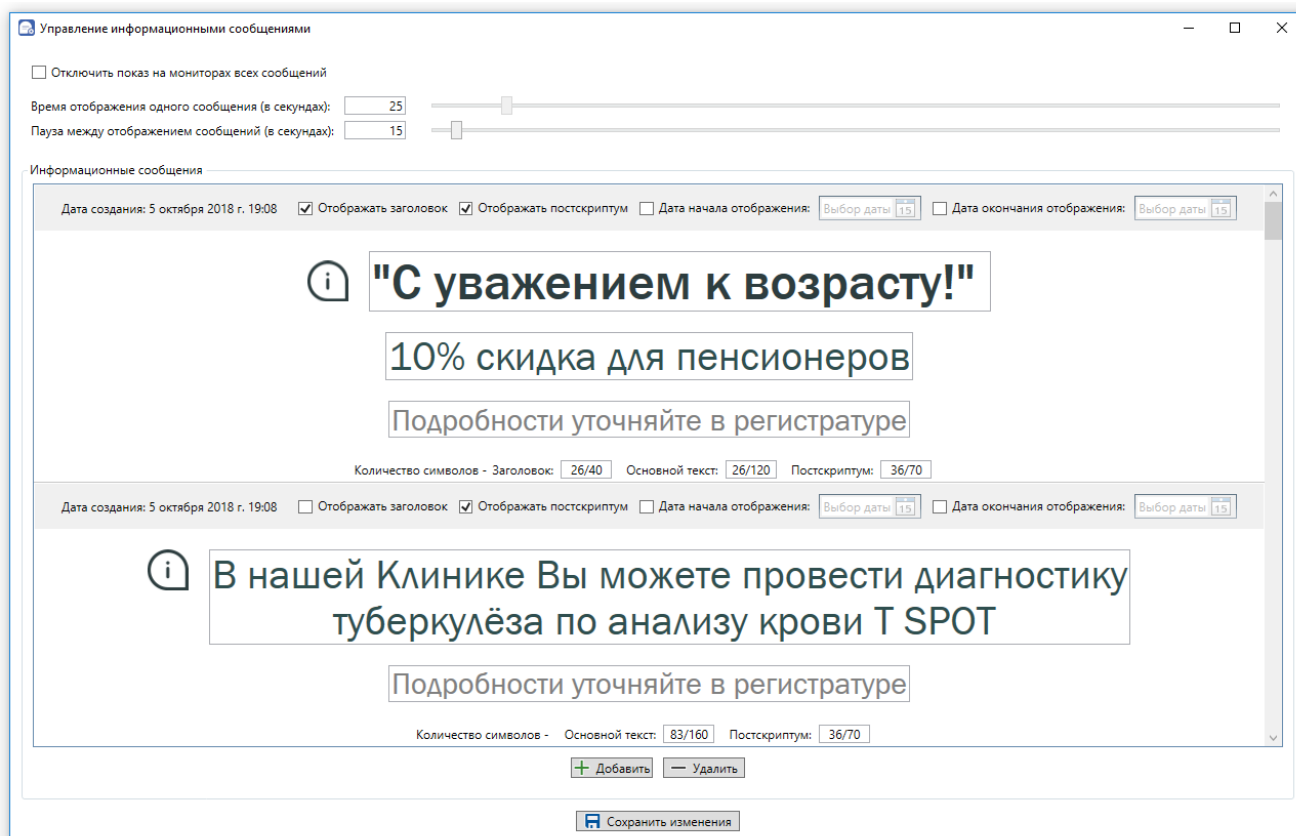 Управление информационными сообщениями
Отключить показ на мониторах всех сообщений
Время отображения одного сообщения (в секундах): 25
Пауза между отображением сообщений (в секундах): 15
Информационные сообщения
Дата создания: 5 октября 2018 г. 19:08 Отображать заголовок Отображать постскриптум Дата начала отображения: Выбор даты 15 Дата окончания отображения: Выбор даты 15
i "С уважением к возрасту!"
10% скидка для пенсионеров
Подробности уточняйте в регистратуре
Количество символов - Заголовок: 26/40 Основной текст: 26/120 Постскриптум: 36/70
Дата создания: 5 октября 2018 г. 19:08 Отображать заголовок Отображать постскриптум Дата начала отображения: Выбор даты 15 Дата окончания отображения: Выбор даты 15
i В нашей Клинике Вы можете провести диагностику
туберкулёза по анализу крови T SPOT
Подробности уточняйте в регистратуре
Количество символов - Основной текст: 83/160 Постскриптум: 36/70
Добавить Удалить
Сохранить изменения